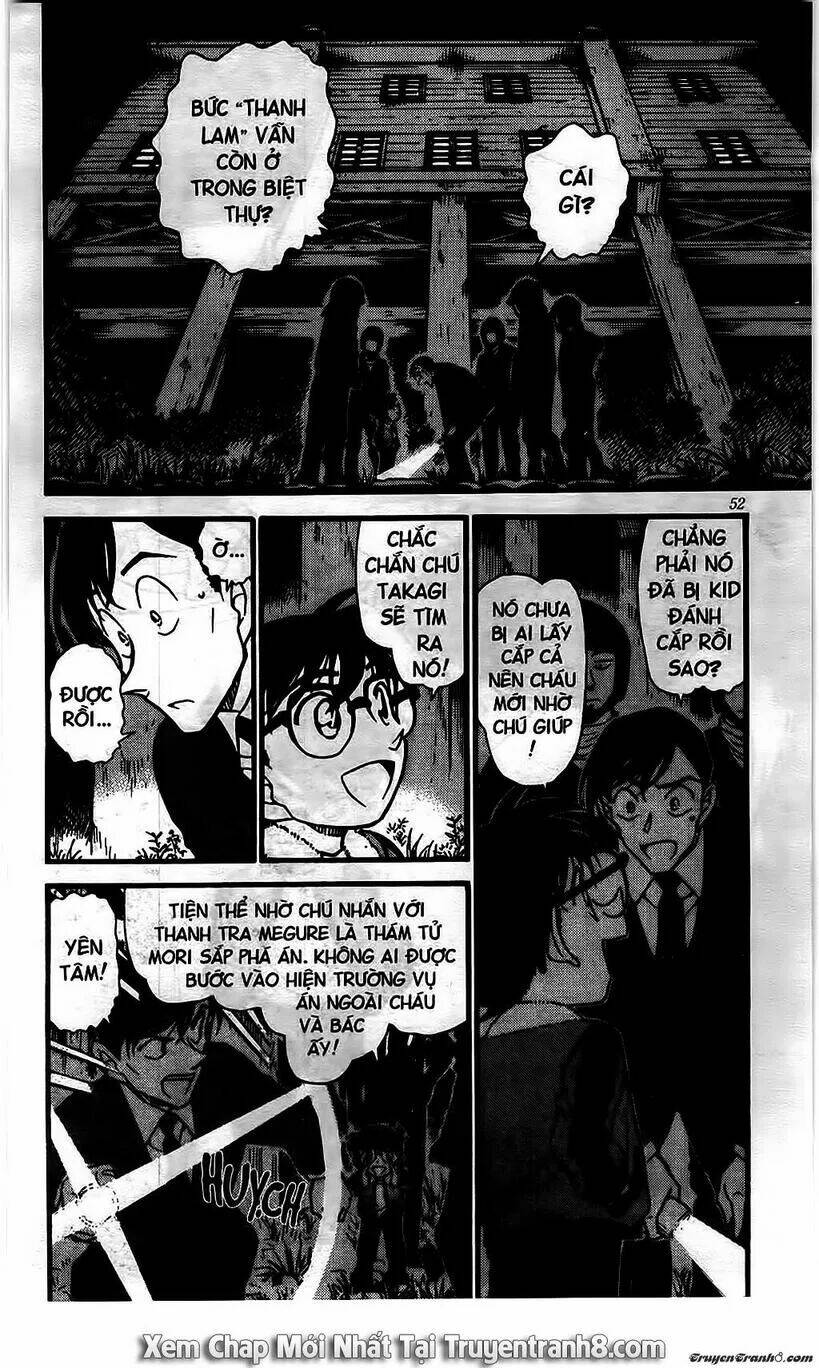 CÁI
GÌ?
BỨC "THANH
LAM" VẪN
CÒN Ở
TRONG BIỆT
THỰ?
52
CHẲNG
PHẢI NÓ
ĐÃ BỊ KID
ĐÁNH
CẮP RỒI
SAO?
NÓ CHƯA
BỊ AI LẤY
CẮP CẢ
NÊN CHÁU
MỚI NHỜ
CHÚ GIÚP
!
CHẮC
CHẮN CHÚ
TAKAGI
SẼ TÌM
RA
NÓ!
Ờ...
ĐƯỢC
RỒI...
TIỆN THỂ NHỜ CHÚ NHẮN VỚI
THANH TRA MEGURE LÀ THÁM TỬ
MORI SẮP PHÁ ÁN. KHÔNG AI ĐƯỢC
BƯỚC VÀO HIỆN TRƯỜNG VỤ
ÁN NGOÀI CHÁU
VÀ BÁC
ẤY!
YÊN
TÂM!
HUỴCH
Xem Chap Mới Nhất Tại Truyentranh8.com
TruyenTranh8.com